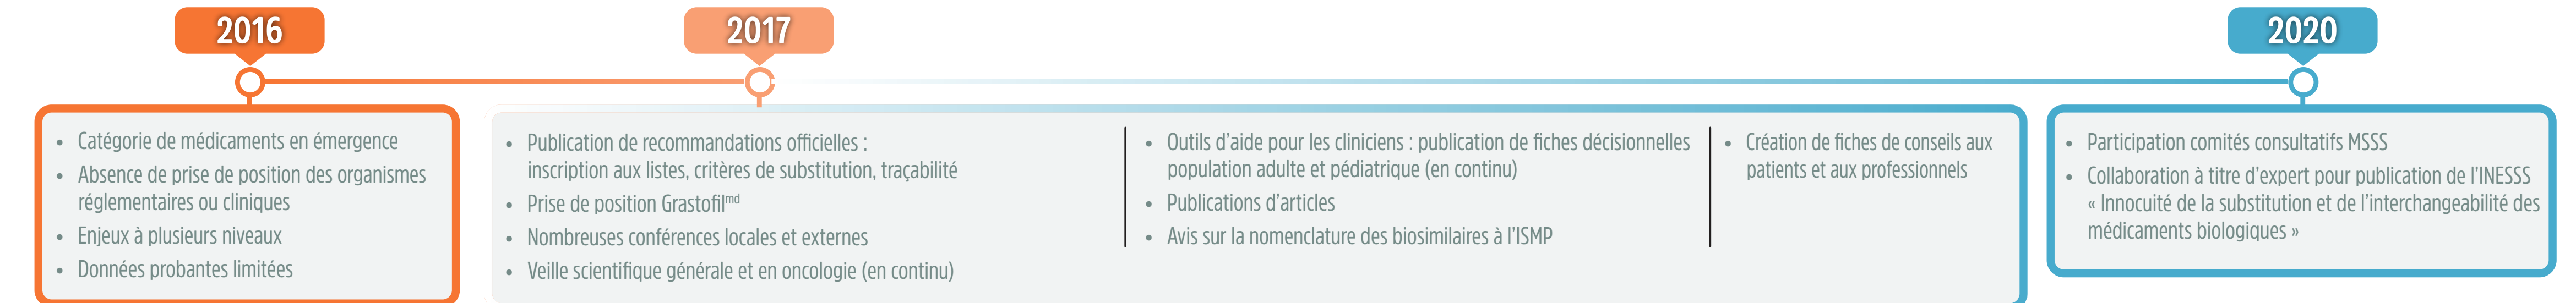 2016
2017
2020
• Catégorie de médicaments en émergence
• Absence de prise de position des organismes
réglementaires ou cliniques
• Enjeux à plusieurs niveaux
• Données probantes limitées
• Publication de recommandations officielles :
inscription aux listes, critères de substitution, traçabilité
• Prise de position Grastofilmd
• Nombreuses conférences locales et externes
• Veille scientifique générale et en oncologie (en continu)
• Outils d’aide pour les cliniciens : publication de fiches décisionnelles
population adulte et pédiatrique (en continu)
• Publications d’articles
• Avis sur la nomenclature des biosimilaires à l’ISMP
• Création de fiches de conseils aux
patients et aux professionnels
• Participation comités consultatifs MSSS
• Collaboration à titre d’expert pour publication de l’INESSS
« Innocuité de la substitution et de l’interchangeabilité des
médicaments biologiques »